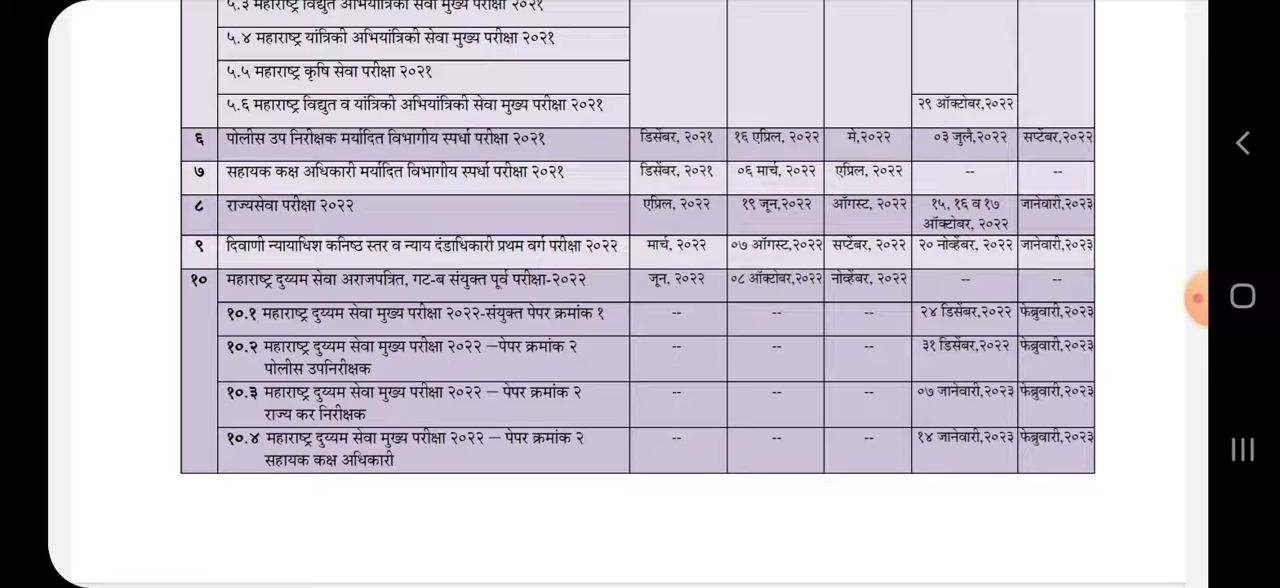 ५.३ महाराष्ट्र विद्युत अभियांत्रिकी सेवा मुख्य परीक्षा २०२१
५.४ महाराष्ट्र यांत्रिकी अभियांत्रिकी सेवा मुख्य परीक्षा २०२१
५.५ महाराष्ट्र कृषि सेवा परीक्षा २०२१
५.६ महाराष्ट्र विद्युत व यांत्रिकी अभियांत्रिकी सेवा मुख्य परीक्षा २०२१ २९ ऑक्टोबर,२०२२
६ पोलीस उप निरीक्षक मर्यादित विभागीय स्पर्धा परीक्षा २०२१ डिसेंबर, २०२१ १६ एप्रिल, २०२२ मे,२०२२ ०३ जुलै,२०२२ सप्टेंबर,२०२२
७ सहायक कक्ष अधिकारी मर्यादित विभागीय स्पर्धा परीक्षा २०२१ डिसेंबर, २०२१ ०६ मार्च, २०२२ एप्रिल, २०२२ -- --
८ राज्यसेवा परीक्षा २०२२ एप्रिल, २०२२ १९ जून,२०२२ ऑगस्ट, २०२२ १५, १६ व १७ जानेवारी,२०२३
ऑक्टोबर, २०२२
९ दिवाणी न्यायाधिश कनिष्ठ स्तर व न्याय दंडाधिकारी प्रथम वर्ग परीक्षा २०२२ मार्च, २०२२ ०७ ऑगस्ट,२०२२ सप्टेंबर, २०२२ २० नोव्हेंबर, २०२२ जानेवारी,२०२३
१० महाराष्ट्र दुय्यम सेवा अराजपत्रित, गट-ब संयुक्त पूर्व परीक्षा-२०२२ जून, २०२२ ०८ ऑक्टोबर,२०२२ नोव्हेंबर, २०२२ -- --
१०.१ महाराष्ट्र दुय्यम सेवा मुख्य परीक्षा २०२२-संयुक्त पेपर क्रमांक १ -- -- -- २४ डिसेंबर,२०२२ फेब्रुवारी,२०२३
१०.२ महाराष्ट्र दुय्यम सेवा मुख्य परीक्षा २०२२ –पेपर क्रमांक २ -- -- -- ३१ डिसेंबर,२०२२ फेब्रुवारी,२०२३
पोलीस उपनिरीक्षक
१०.३ महाराष्ट्र दुय्यम सेवा मुख्य परीक्षा २०२२ – पेपर क्रमांक २ -- -- -- ०७ जानेवारी,२०२३ फेब्रुवारी,२०२३
राज्य कर निरीक्षक
१०.४ महाराष्ट्र दुय्यम सेवा मुख्य परीक्षा २०२२ – पेपर क्रमांक २ -- -- -- १४ जानेवारी,२०२३ फेब्रुवारी,२०२३
सहायक कक्ष अधिकारी